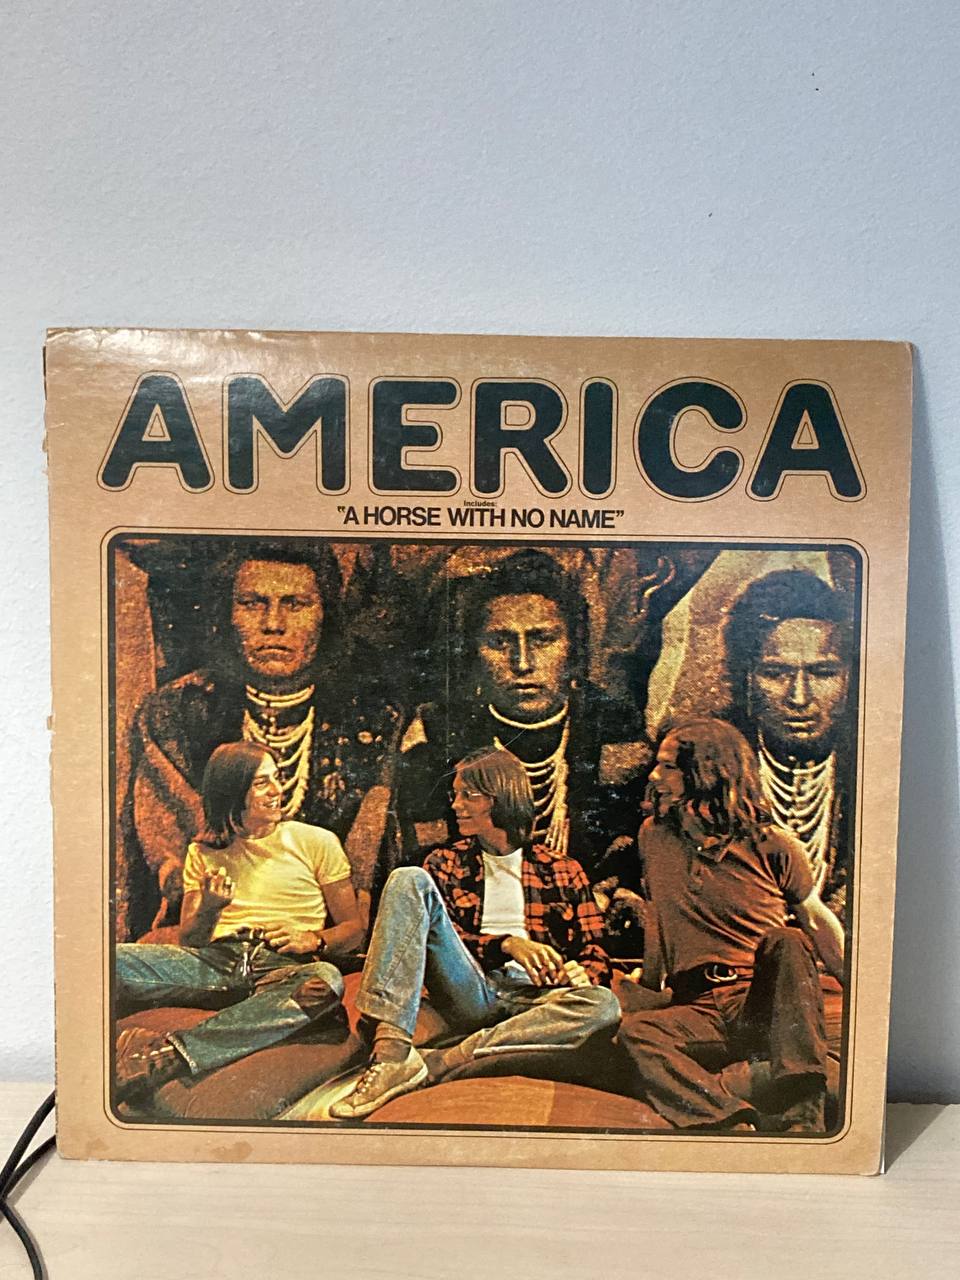 AMERICA
Includes:
"A HORSE WITH NO NAME"